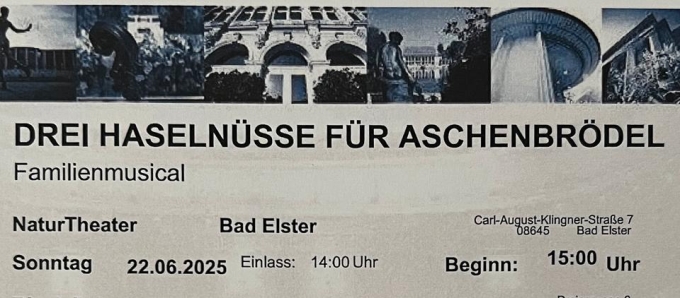 DREI HASELNÜSSE FÜR ASCHENBRÖDEL
Familienmusical
NaturTheater Bad Elster Carl-August-Klingner-Straße 7
08645 Bad Elster
Sonntag 22.06.2025 Einlass: 14:00 Uhr Beginn: 15:00 Uhr